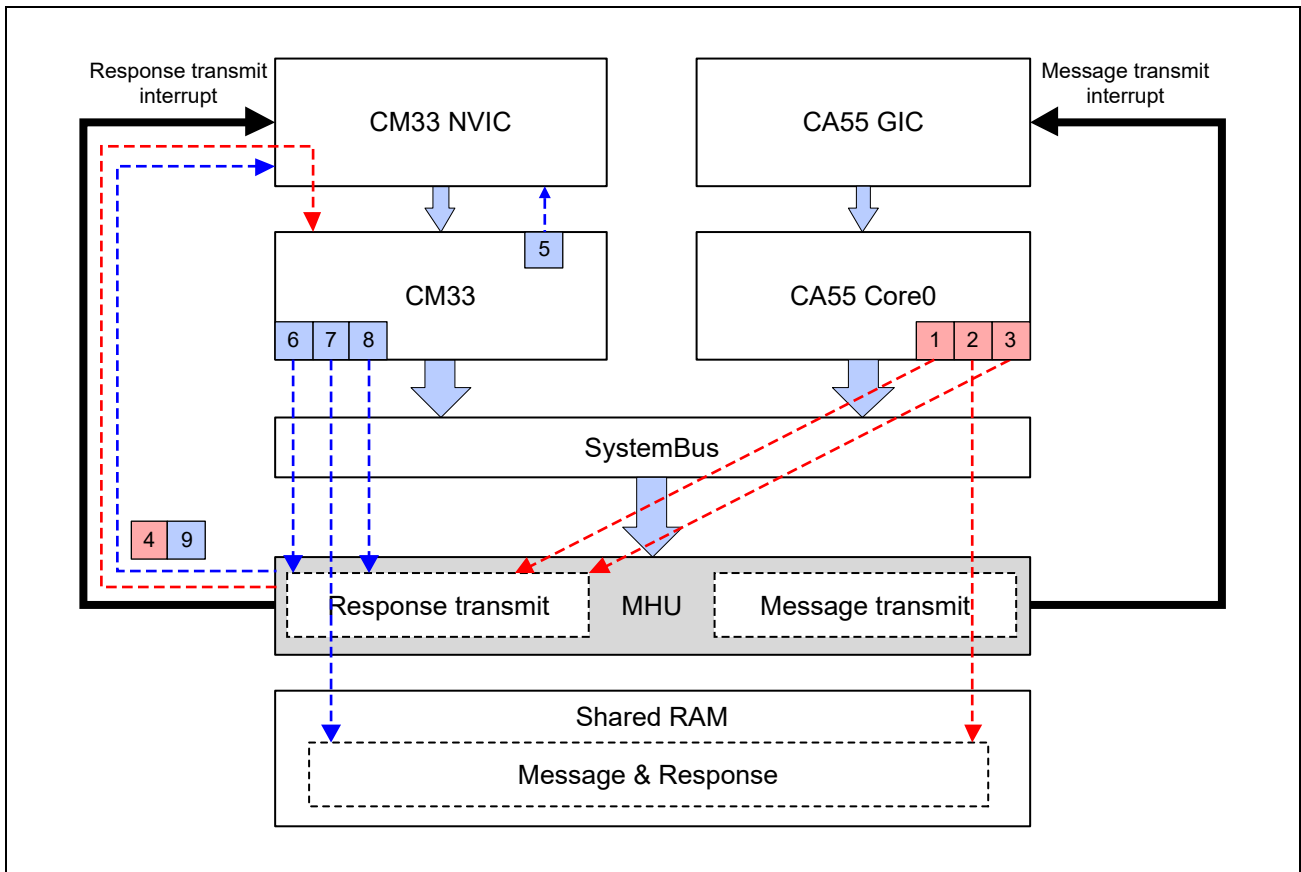 Response transmit
interrupt
Message transmit
interrupt
CM33 NVIC
CA55 GIC
5
CM33
CA55 Core0
6 7 8
1 2 3
SystemBus
4 9
Response transmit
MHU
Message transmit
Shared RAM
Message & Response